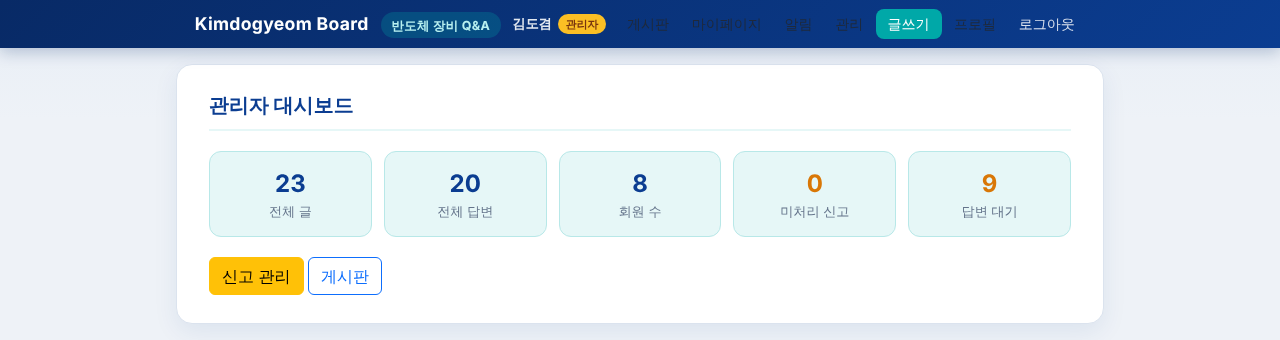 Kimdogyeom Board 반도체 장비 Q&A 김도겸 관리자 게시판 마이페이지 알림 관리 글쓰기 프로필 로그아웃
관리자 대시보드
23 20 8 0 9
전체 글 전체 답변 회원 수 미처리 신고 답변 대기
신고 관리 게시판